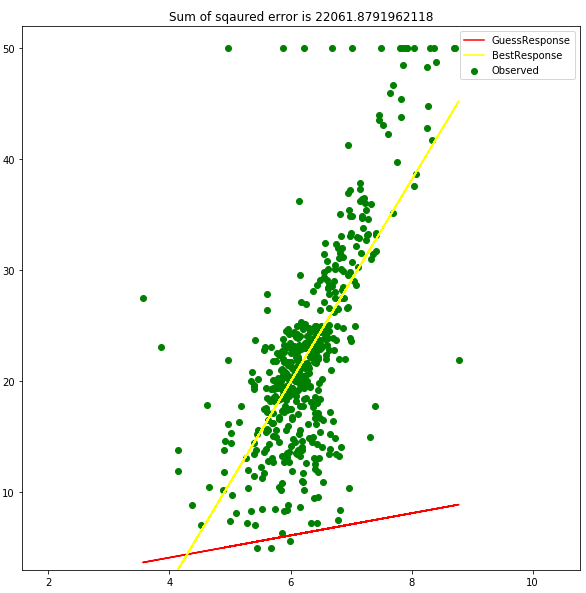 Sum of sqaured error is 22061.8791962118
GuessResponse
BestResponse
Observed
50
40
30
20
10
2 4 6 8 10